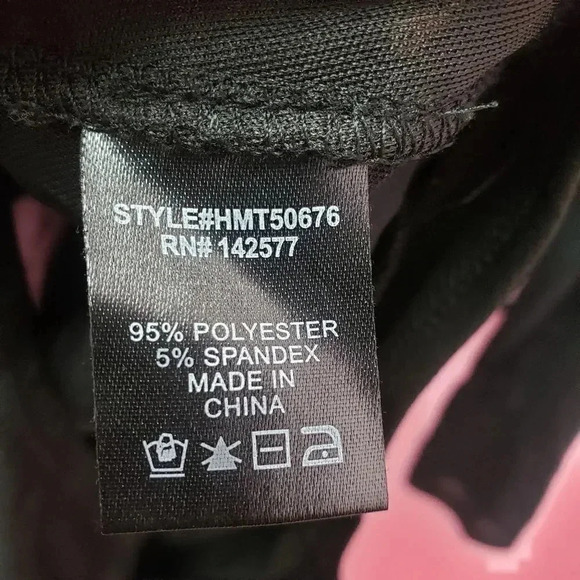 STYLE#HMT50676
RN# 142577
95% POLYESTER
5% SPANDEX
MADE IN
CHINA